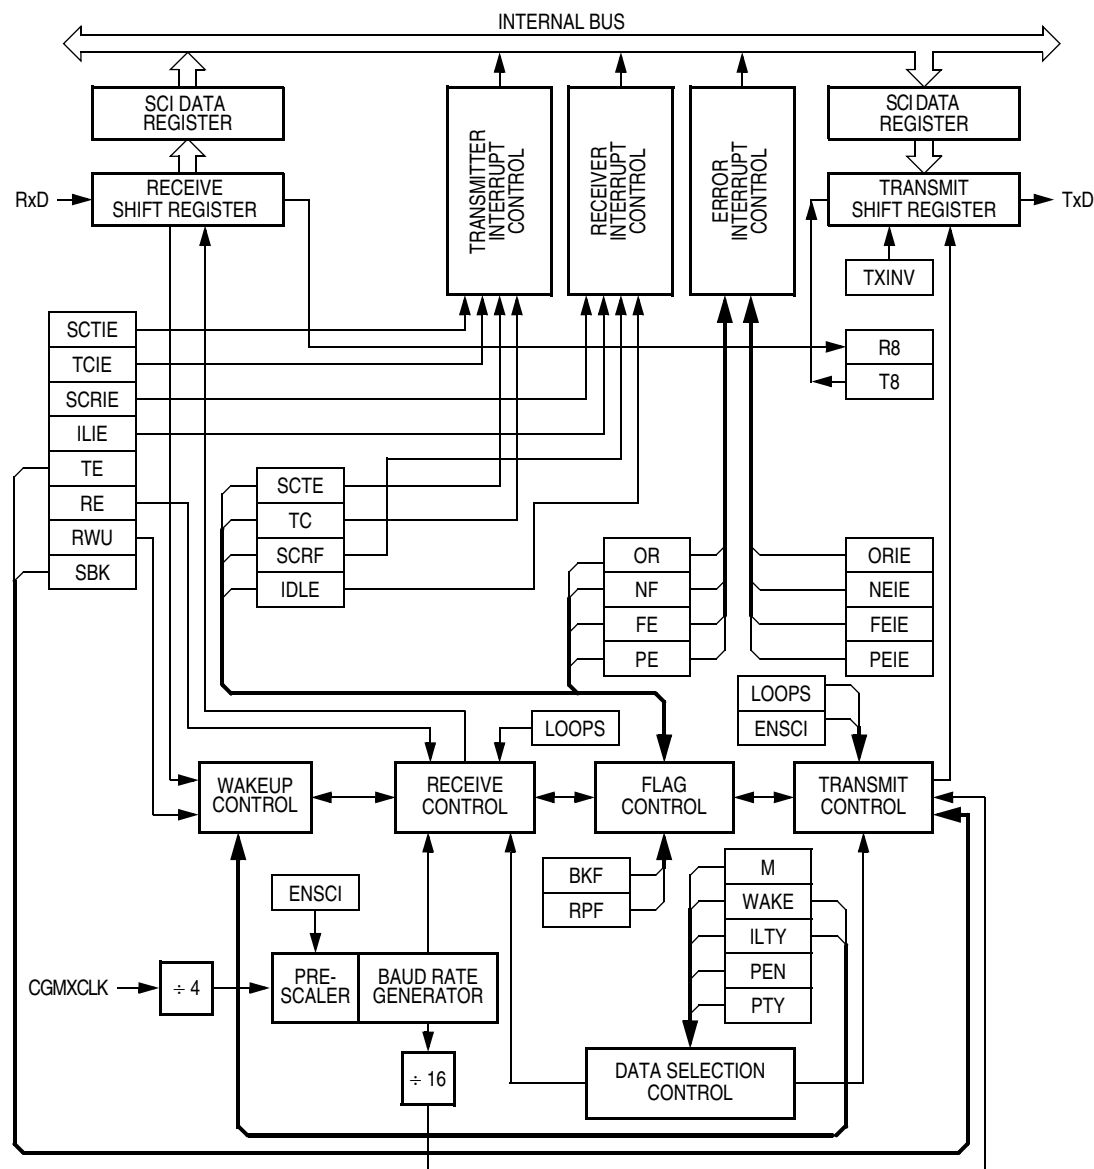 INTERNAL BUS
SCI DATA
REGISTER
SCI DATA
REGISTER
TRANSMITTER
INTERRUPT
CONTROL
RECEIVER
INTERRUPT
CONTROL
ERROR
INTERRUPT
CONTROL
RxD
RECEIVE
SHIFT REGISTER
TRANSMIT
SHIFT REGISTER
TxD
TXINV
SCTIE
TCIE
SCRIE
ILIE
TE
RE
RWU
SBK
R8
T8
SCTE
TC
SCRF
IDLE
OR
NF
FE
PE
ORIE
NEIE
FEIE
PEIE
LOOPS
ENSCI
LOOPS
WAKEUP
CONTROL
RECEIVE
CONTROL
FLAG
CONTROL
TRANSMIT
CONTROL
BKF
RPF
M
WAKE
ILTY
PEN
PTY
ENSCI
CGMXCLK
÷ 4
PRE-
SCALER
BAUD RATE
GENERATOR
÷ 16
DATA SELECTION
CONTROL